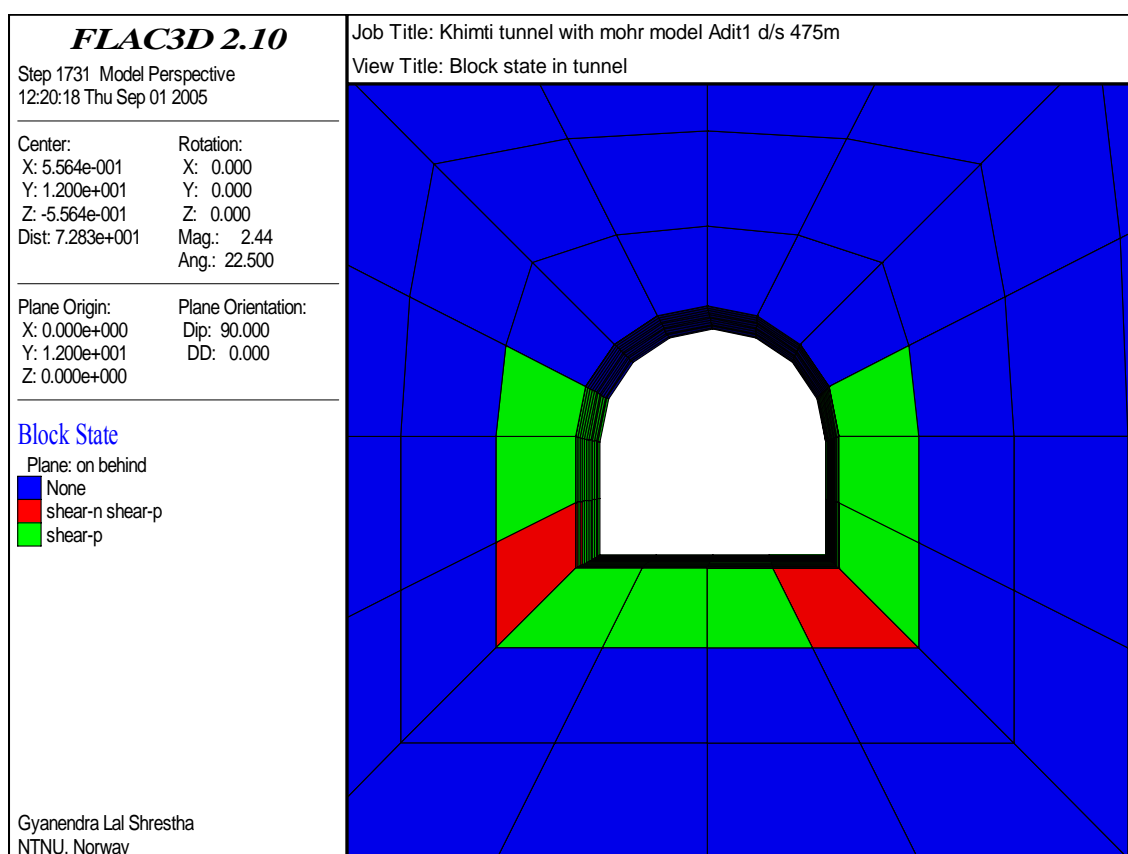 FLAC3D 2.10
Step 1731 Model Perspective
12:20:18 Thu Sep 01 2005
Center:
X: 5.564e-001
Y: 1.200e+001
Z: -5.564e-001
Dist: 7.283e+001
Rotation:
X: 0.000
Y: 0.000
Z: 0.000
Mag.: 2.44
Ang.: 22.500
Plane Origin:
X: 0.000e+000
Y: 1.200e+001
Z: 0.000e+000
Plane Orientation:
Dip: 90.000
DD: 0.000
Block State
Plane: on behind
None
shear-n shear-p
shear-p
Gyanendra Lal Shrestha
NTNU, Norway
Job Title: Khimti tunnel with mohr model Adit1 d/s 475m
View Title: Block state in tunnel